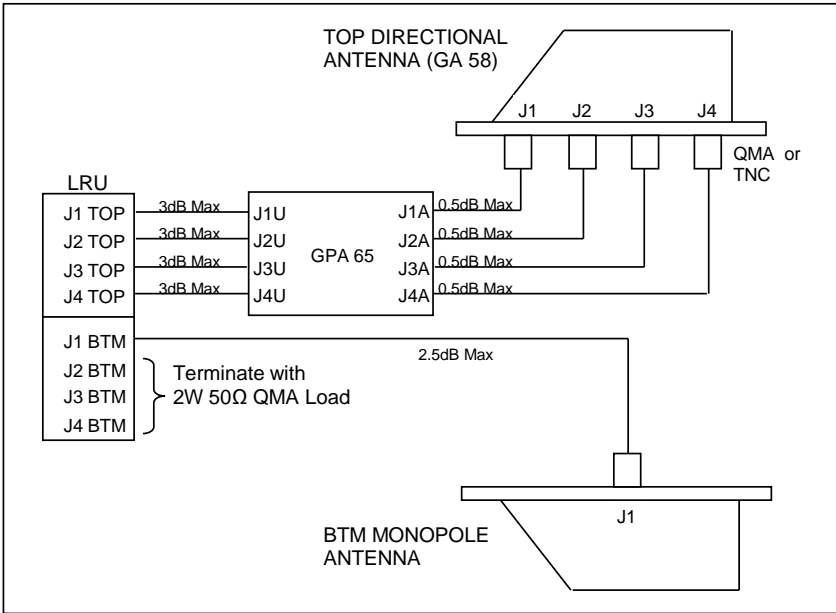 TOP DIRECTIONAL
ANTENNA (GA 58)
J1 J2 J3 J4
QMA or
TNC
LRU
J1 TOP 3dB Max J1U J1A 0.5dB Max
J2 TOP 3dB Max J2U J2A 0.5dB Max
GPA 65
J3 TOP 3dB Max J3U J3A 0.5dB Max
J4 TOP 3dB Max J4U J4A 0.5dB Max
J1 BTM
2.5dB Max
J2 BTM
J3 BTM
J4 BTM
Terminate with
2W 50Ω QMA Load
J1
BTM MONOPOLE
ANTENNA